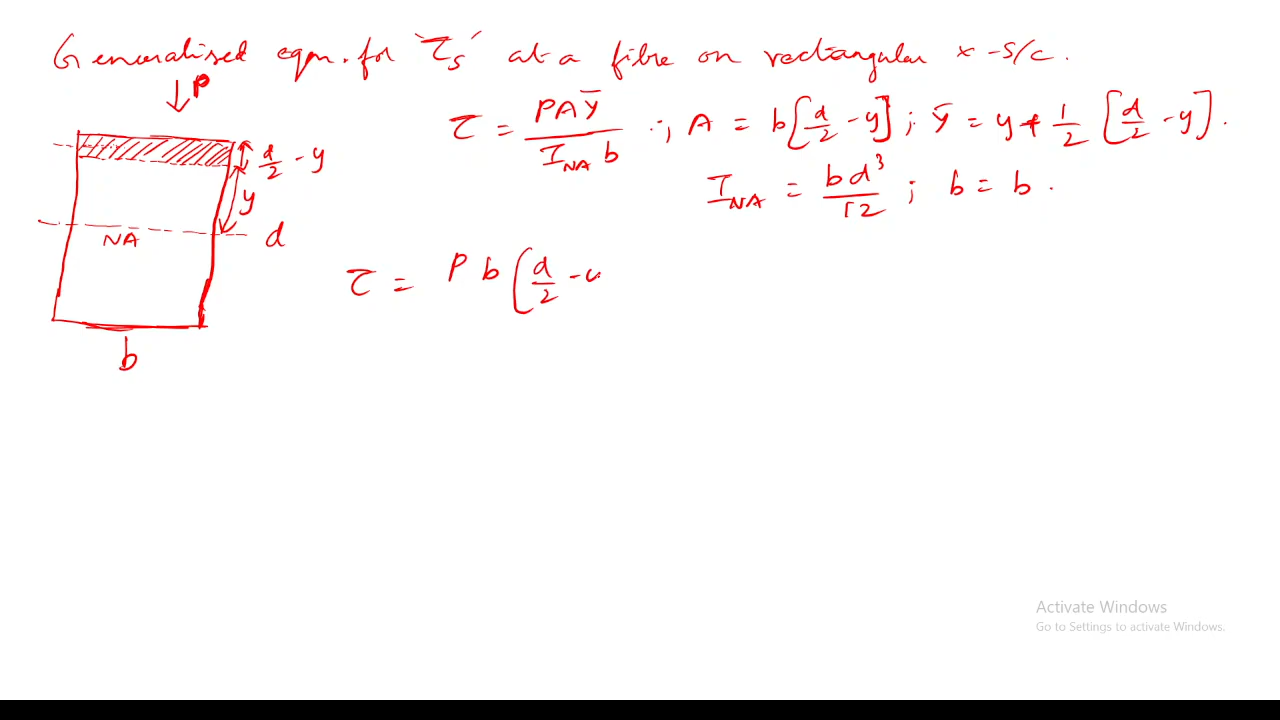 Generalised eqn. for 'τs' at a fibre on rectangular x-s/c.
P
τ = PAȳ / I_NA b ∴; A = b[d/2 - y]; ȳ = y + 1/2 [d/2 - y].
d/2 - y
I_NA = bd³/12 ; b = b.
y
NA
d
τ = P b (d/2 - y
b
Activate Windows
Go to Settings to activate Windows.